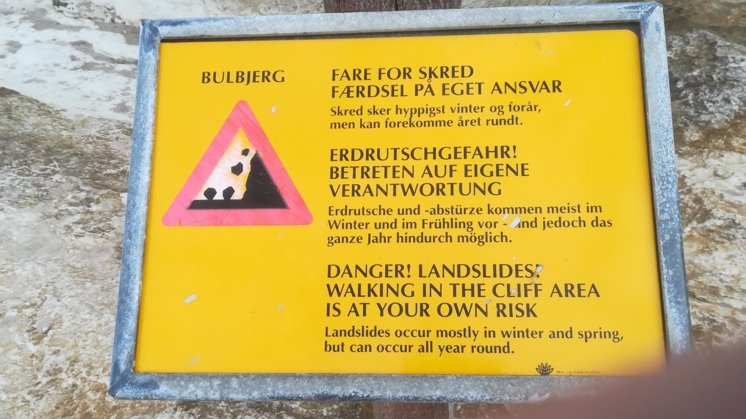 BULBJERG
FARE FOR SKRED
FÆRDSEL PÅ EGET ANSVAR
Skred sker hyppigst vinter og forår,
men kan forekomme året rundt.
ERDRUTSCHGEFAHR!
BETRETEN AUF EIGENE
VERANTWORTUNG
Erdrutsche und -abstürze kommen meist im
Winter und im Frühling vor - und jedoch das
ganze Jahr hindurch möglich.
DANGER! LANDSLIDES!
WALKING IN THE CLIFF AREA
IS AT YOUR OWN RISK
Landslides occur mostly in winter and spring,
but can occur all year round.